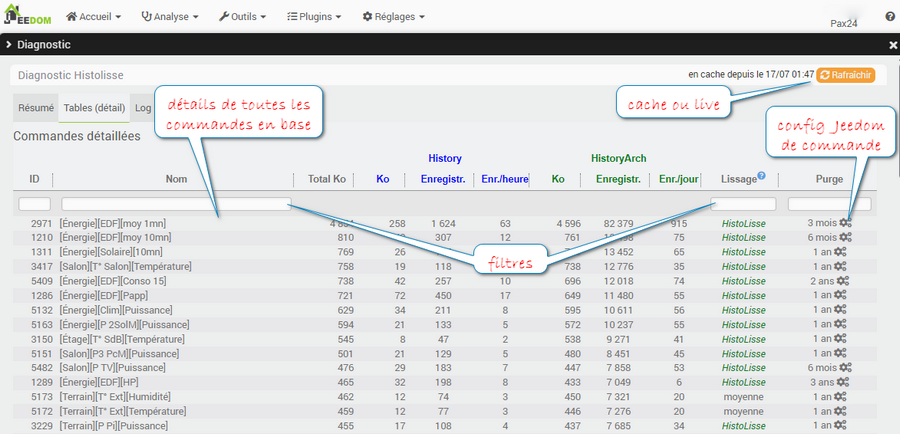 JEEDOM Accueil Analyse Outils Plugins Réglages Pax24
Diagnostic
Diagnostic Histolisse en cache depuis le 17/07 01:47 Rafraîchir
Résumé Tables (détail) Log
détails de toutes les
commandes en base
cache ou live
config Jeedom
de commande
Commandes détaillées
History HistoryArch
ID Nom Total Ko Ko Enregistr. Enr./heure Ko Enregistr. Enr./jour Lissage Purge
2971 [Énergie][EDF][moy 1mn] 258 1 624 63 4 596 82 379 915 HistoLisse 3 mois
1210 [Énergie][EDF][moy 10mn] 810 307 12 761 75 HistoLisse 6 mois
1311 [Énergie][Solaire][10mn] 769 26 13 452 65 HistoLisse 1 an
filtres
3417 [Salon][T° Salon][Température] 758 19 118 738 12 776 35 HistoLisse 1 an
5409 [Énergie][EDF][Conso 15] 738 42 257 10 696 12 018 74 HistoLisse 2 ans
1286 [Énergie][EDF][Papp] 721 72 450 17 649 11 480 55 HistoLisse 1 an
5132 [Énergie][Clim][Puissance] 629 34 211 8 595 10 611 56 HistoLisse 1 an
5163 [Énergie][P 2SolM][Puissance] 594 21 133 5 572 10 237 55 HistoLisse 1 an
3150 [Étage][T° SdB][Température] 545 8 47 2 538 9 271 41 HistoLisse 1 an
5151 [Salon][P3 PcM][Puissance] 501 21 129 5 480 8 451 45 HistoLisse 1 an
5482 [Salon][P TV][Puissance] 476 29 183 7 447 7 858 53 HistoLisse 6 mois
1289 [Énergie][EDF][HP] 465 32 198 8 433 7 049 6 HistoLisse 3 ans
5173 [Terrain][T° Ext][Humidité] 462 12 74 3 450 7 321 20 moyenne 1 an
5172 [Terrain][T° Ext][Température] 459 12 77 3 446 7 276 20 moyenne 1 an
3229 [Terrain][P Pi][Puissance] 455 17 108 4 437 7 685 34 HistoLisse 1 an